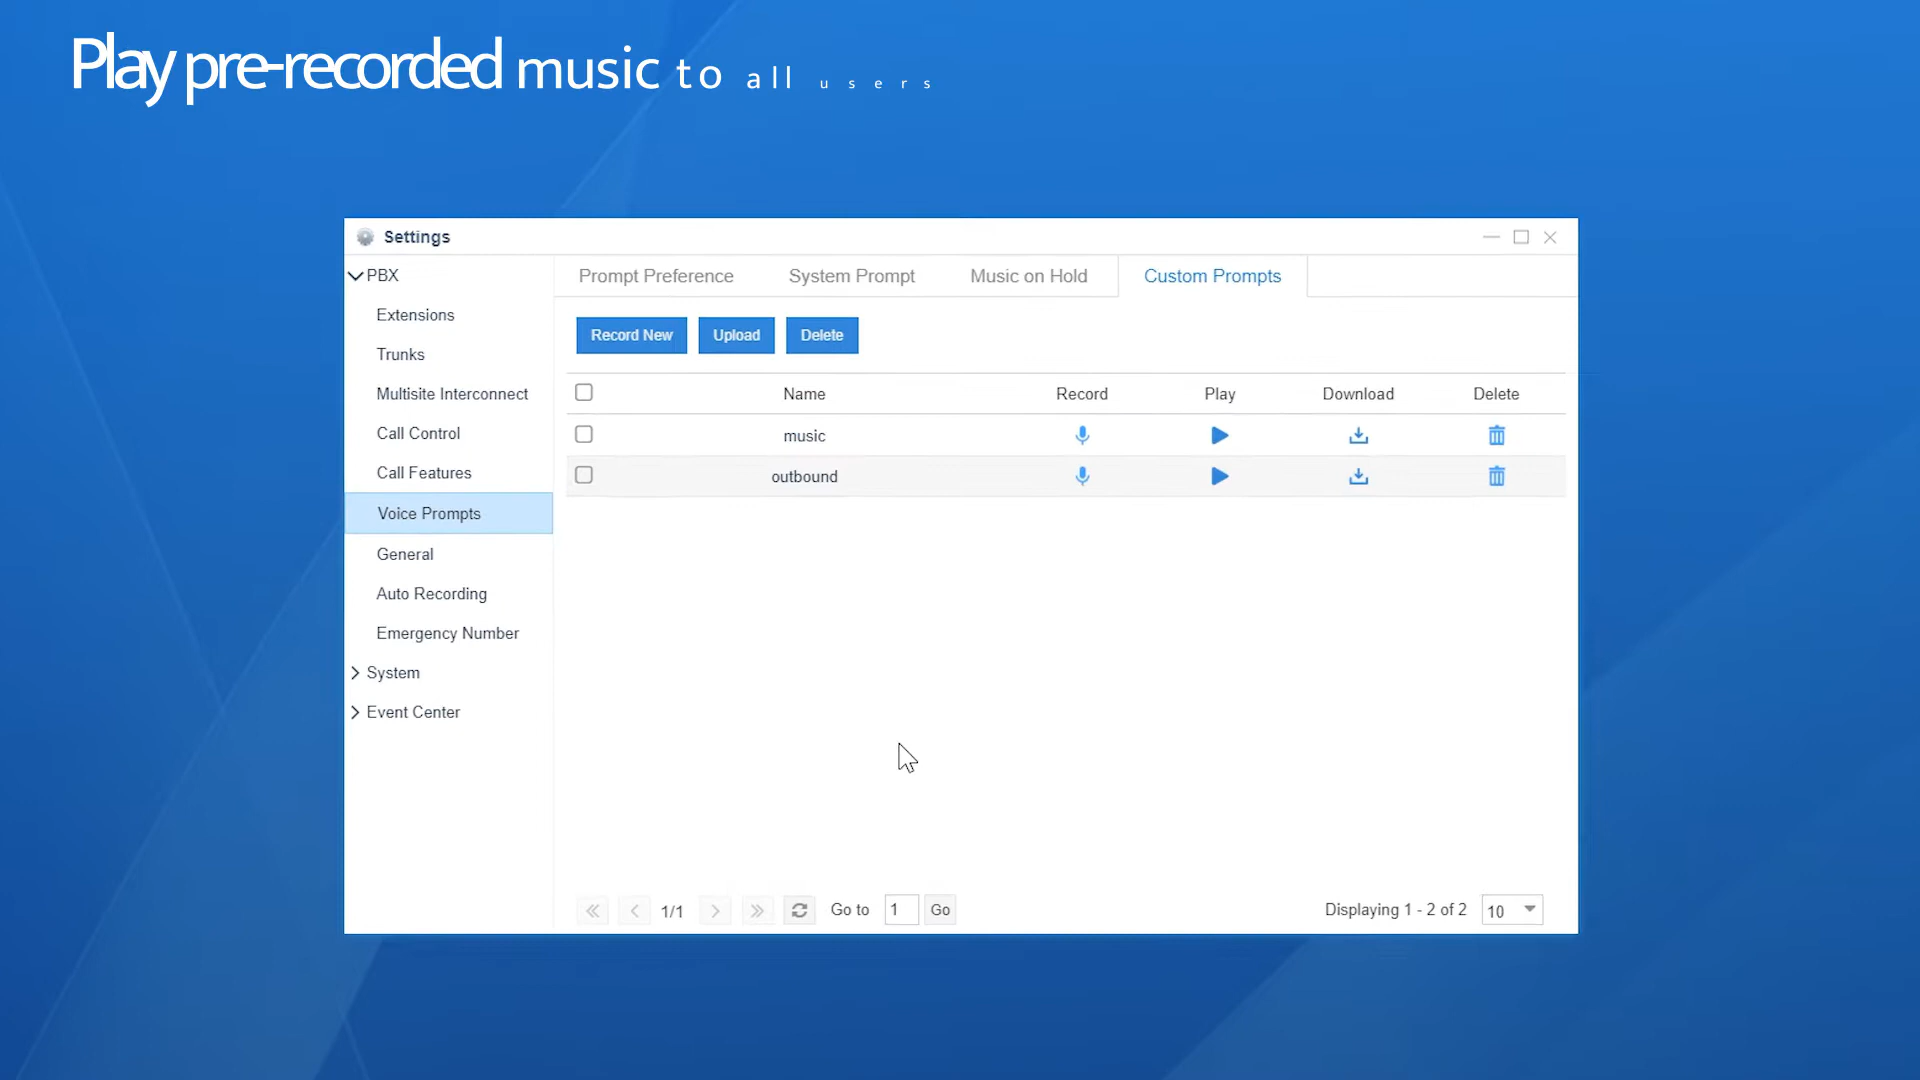 Play pre-recorded music to all users
Settings
PBX
Extensions
Trunks
Multisite Interconnect
Call Control
Call Features
Voice Prompts
General
Auto Recording
Emergency Number
System
Event Center
Prompt Preference System Prompt Music on Hold Custom Prompts
Record New Upload Delete
Name Record Play Download Delete
music
outbound
1/1 Go to 1 Go Displaying 1 - 2 of 2 10